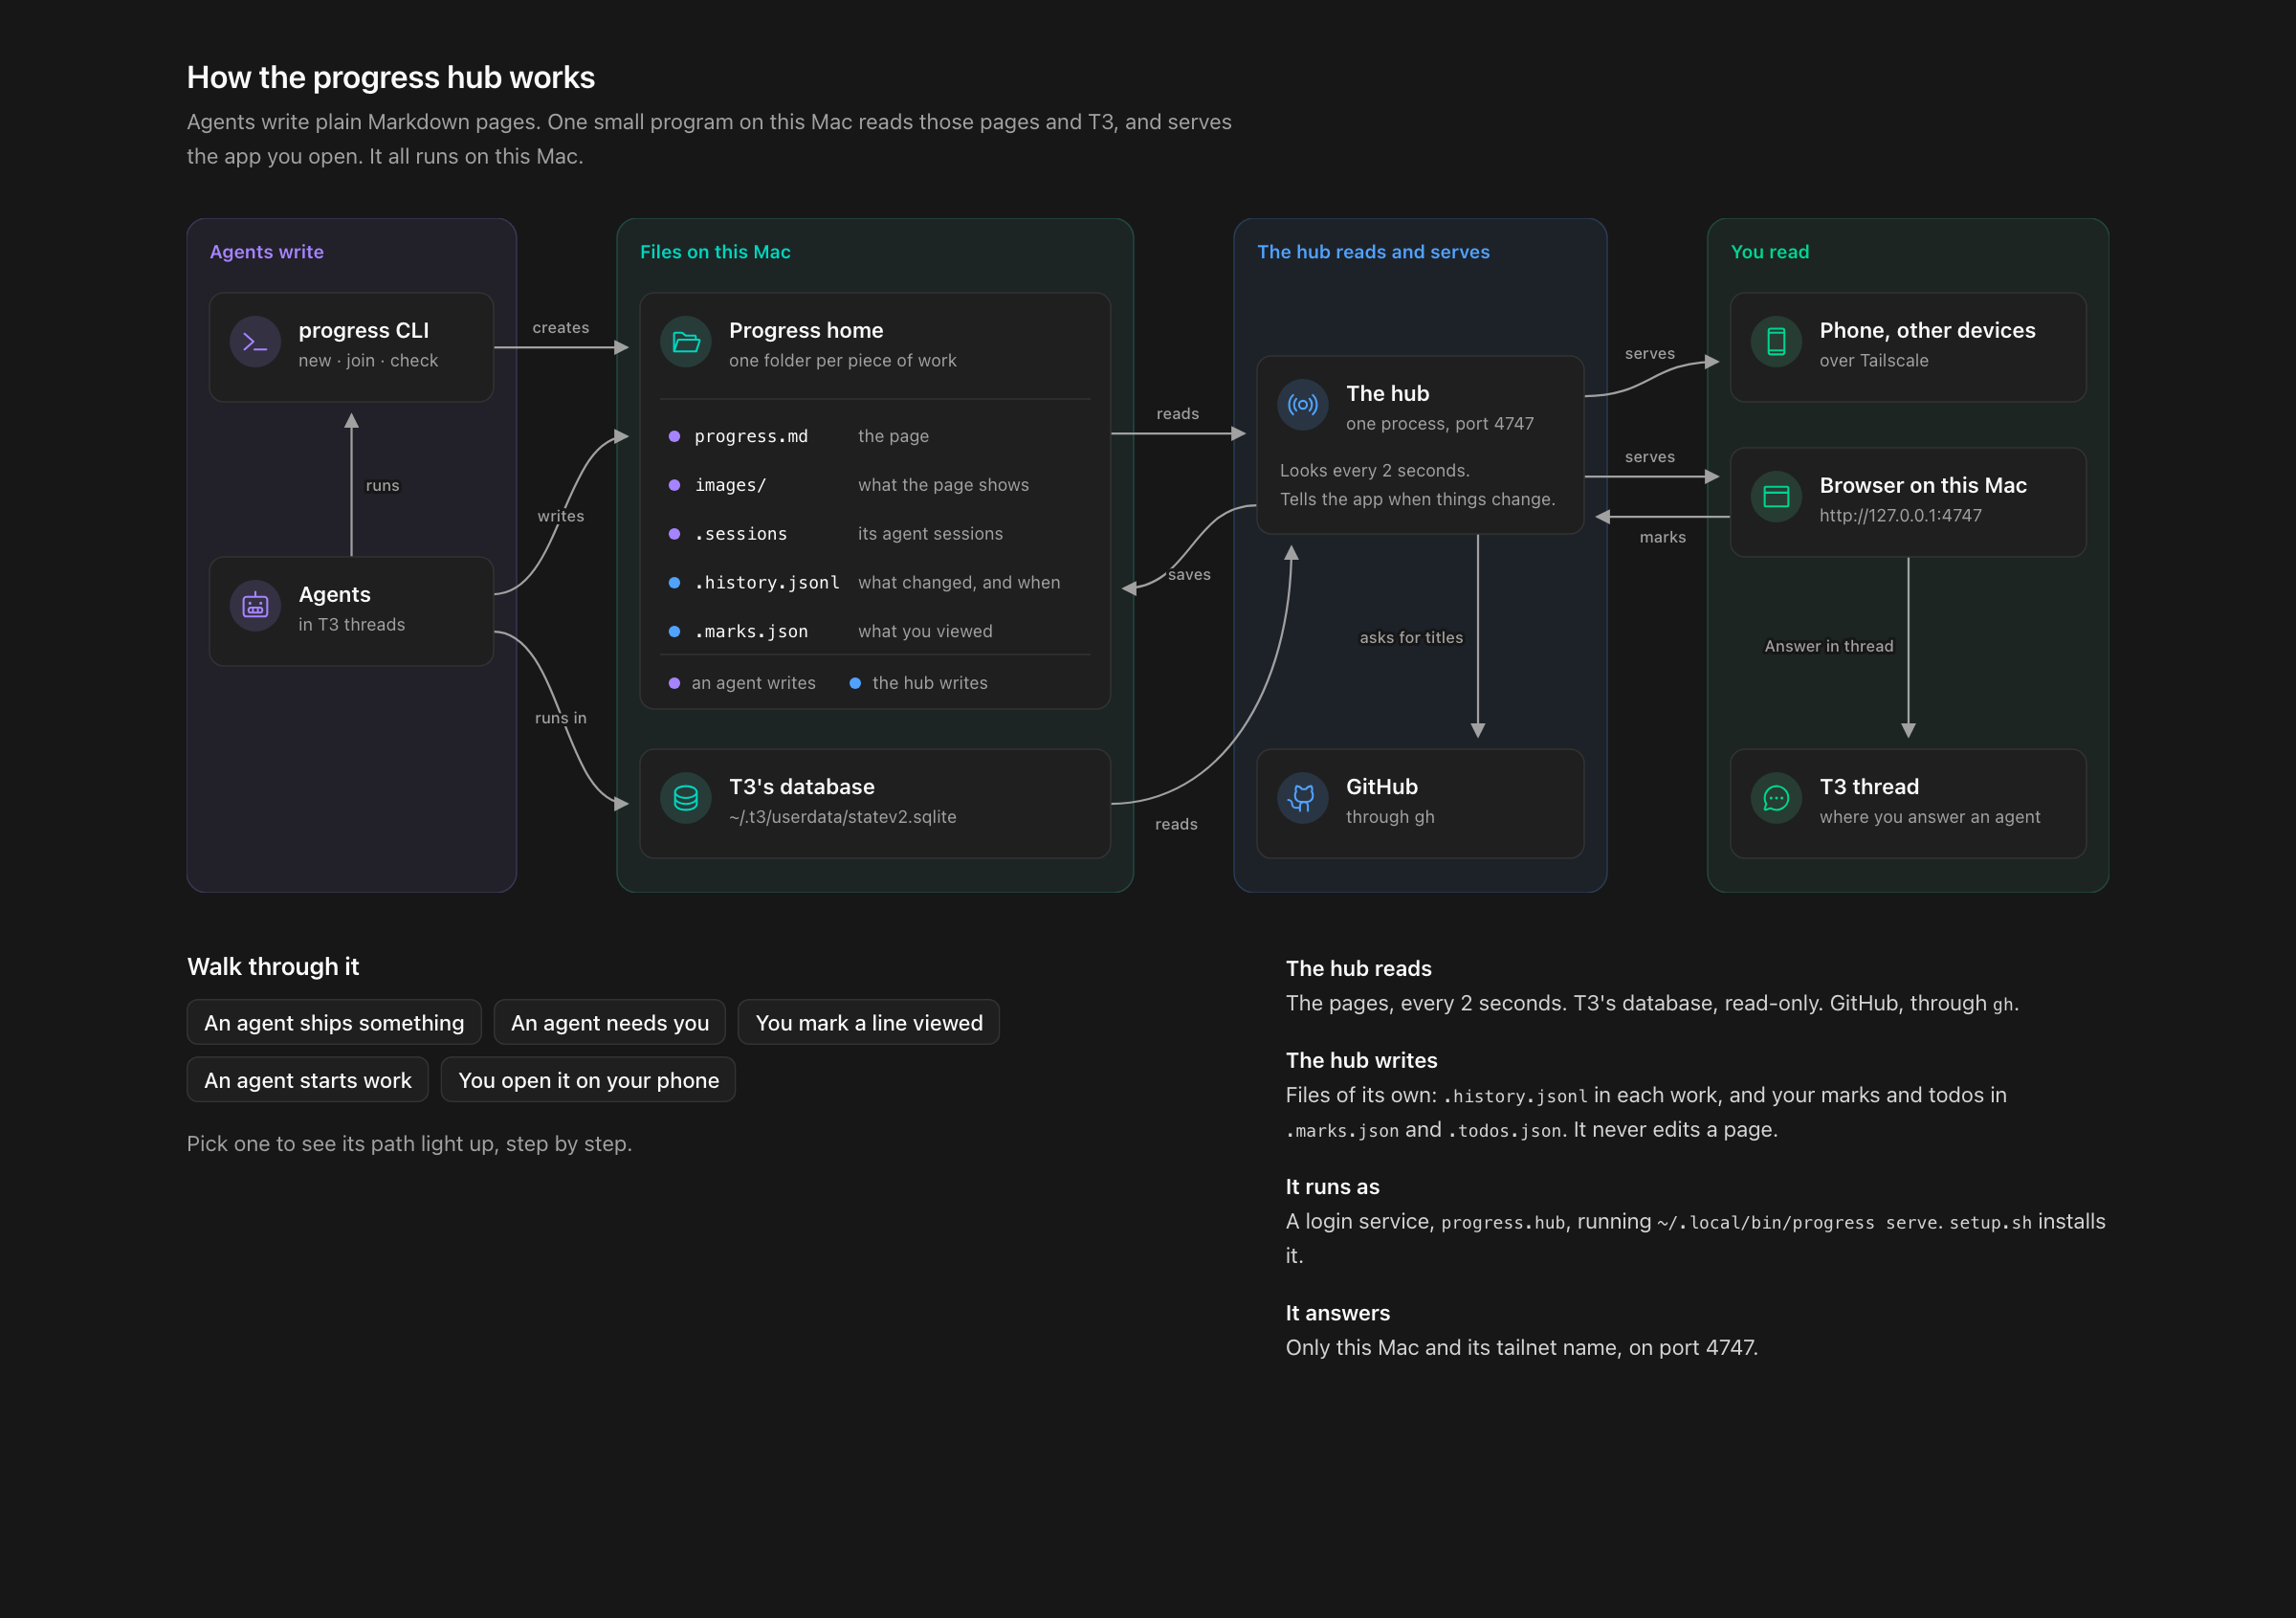 How the progress hub works
Agents write plain Markdown pages. One small program on this Mac reads those pages and T3, and serves
the app you open. It all runs on this Mac.
Agents write
progress CLI
new · join · check
runs
Agents
in T3 threads
creates
writes
runs in
Files on this Mac
Progress home
one folder per piece of work
progress.md the page
images/ what the page shows
.sessions its agent sessions
.history.jsonl what changed, and when
.marks.json what you viewed
an agent writes the hub writes
T3's database
~/.t3/userdata/statev2.sqlite
reads
saves
reads
The hub reads and serves
The hub
one process, port 4747
Looks every 2 seconds.
Tells the app when things change.
asks for titles
GitHub
through gh
serves
serves
marks
You read
Phone, other devices
over Tailscale
Browser on this Mac
http://127.0.0.1:4747
Answer in thread
T3 thread
where you answer an agent
Walk through it
An agent ships something An agent needs you You mark a line viewed
An agent starts work You open it on your phone
Pick one to see its path light up, step by step.
The hub reads
The pages, every 2 seconds. T3's database, read-only. GitHub, through gh.
The hub writes
Files of its own: .history.jsonl in each work, and your marks and todos in
.marks.json and .todos.json. It never edits a page.
It runs as
A login service, progress.hub, running ~/.local/bin/progress serve. setup.sh installs
it.
It answers
Only this Mac and its tailnet name, on port 4747.